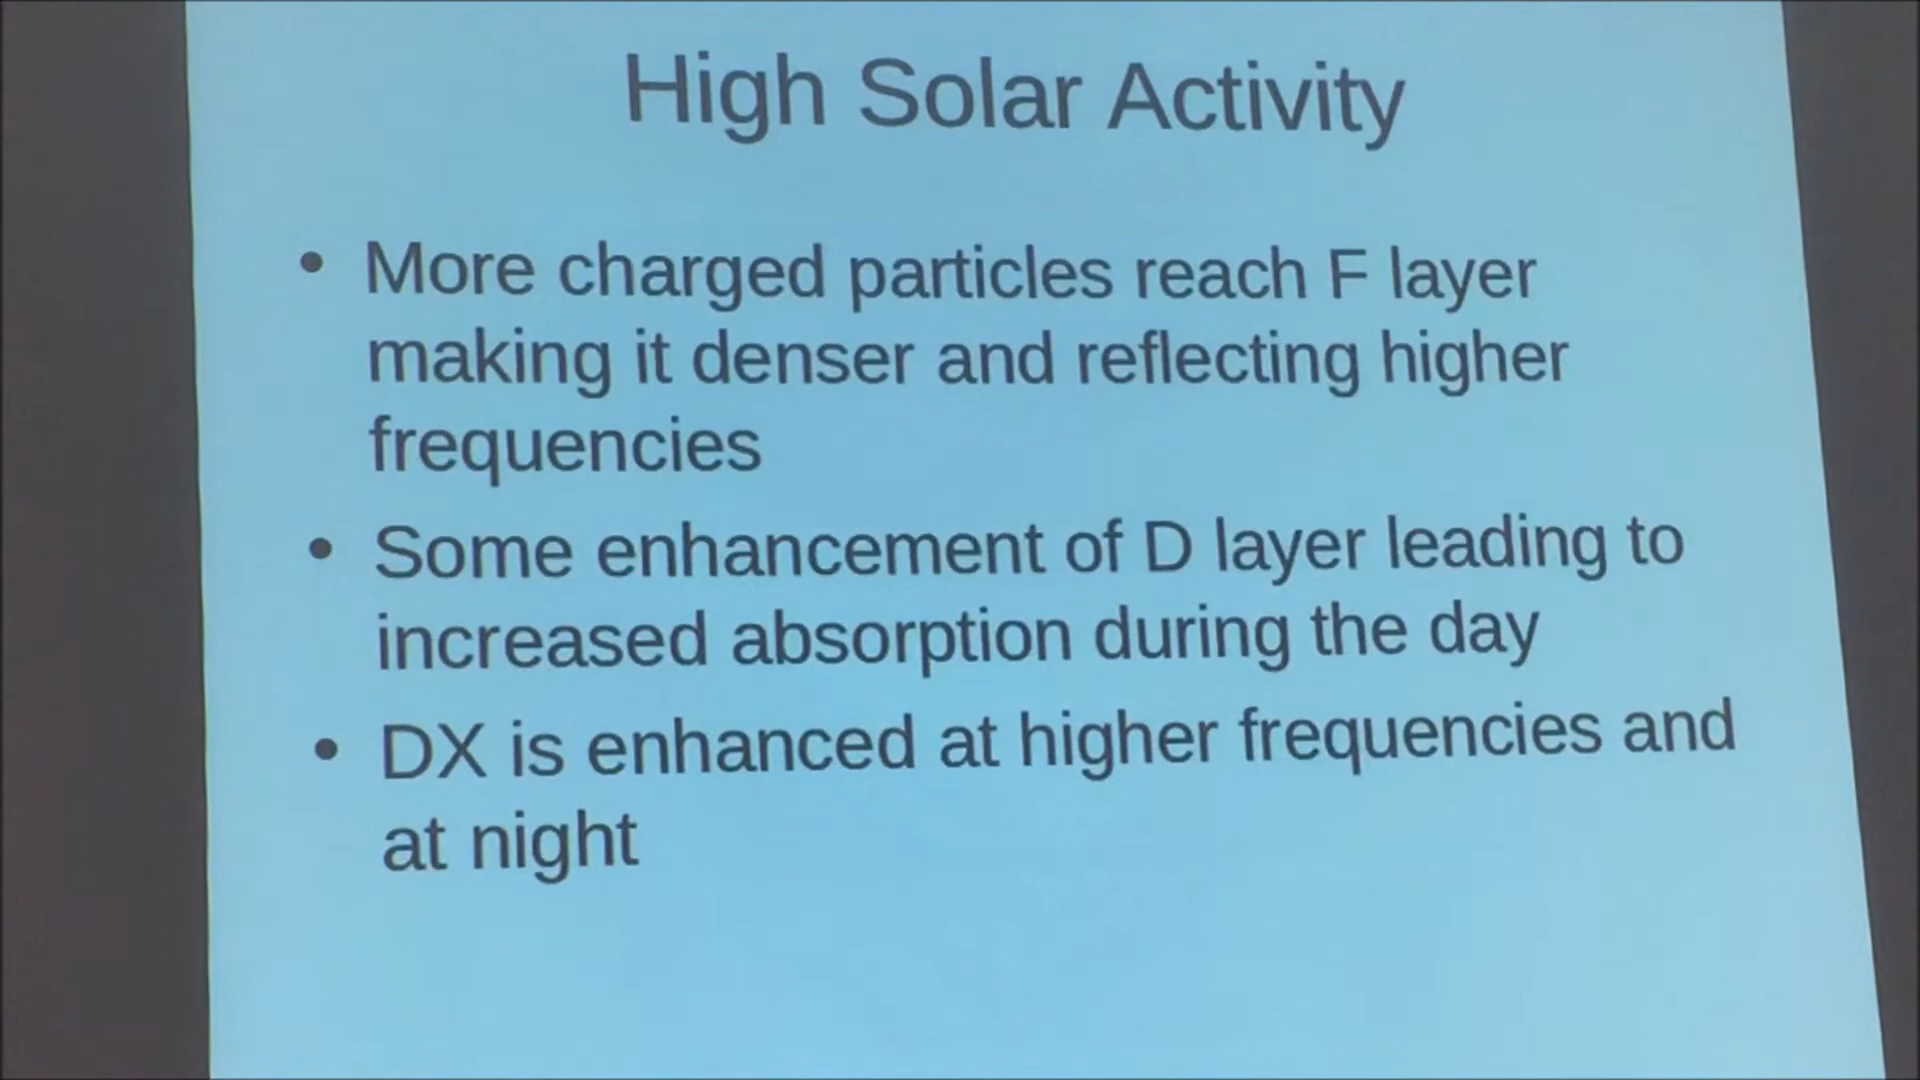 High Solar Activity
• More charged particles reach F layer
making it denser and reflecting higher
frequencies
• Some enhancement of D layer leading to
increased absorption during the day
• DX is enhanced at higher frequencies and
at night